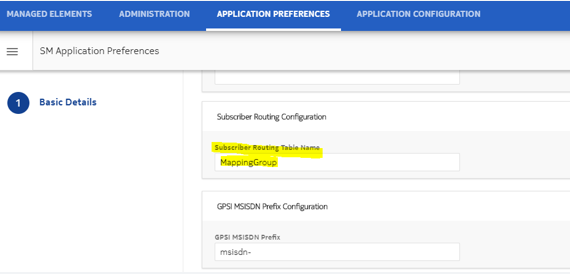 MANAGED ELEMENTS ADMINISTRATION APPLICATION PREFERENCES APPLICATION CONFIGURATION
SM Application Preferences
1 Basic Details
Subscriber Routing Configuration
Subscriber Routing Table Name
MappingGroup
GPSI MSISDN Prefix Configuration
GPSI MSISDN Prefix
msisdn-